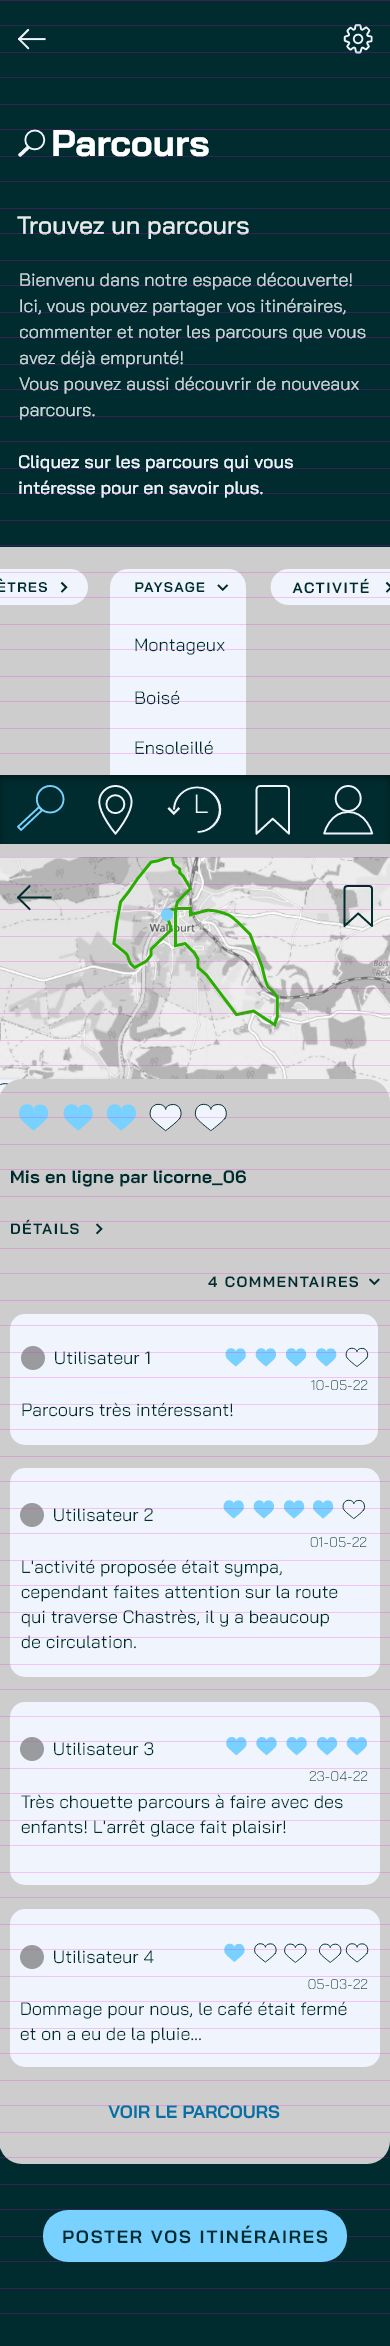 Parcours
Trouvez un parcours
Bienvenu dans notre espace découverte!
Ici, vous pouvez partager vos itinéraires,
commenter et noter les parcours que vous
avez déjà emprunté!
Vous pouvez aussi découvrir de nouveaux
parcours.
Cliquez sur les parcours qui vous
intéresse pour en savoir plus.
ÈTRES
PAYSAGE
ACTIVITÉ
Montageux
Boisé
Ensoleillé
Walcourt
Mis en ligne par licorne_06
DÉTAILS
4 COMMENTAIRES
Utilisateur 1
10-05-22
Parcours très intéressant!
Utilisateur 2
01-05-22
L'activité proposée était sympa,
cependant faites attention sur la route
qui traverse Chastrès, il y a beaucoup
de circulation.
Utilisateur 3
23-04-22
Très chouette parcours à faire avec des
enfants! L'arrêt glace fait plaisir!
Utilisateur 4
05-03-22
Dommage pour nous, le café était fermé
et on a eu de la pluie...
VOIR LE PARCOURS
POSTER VOS ITINÉRAIRES